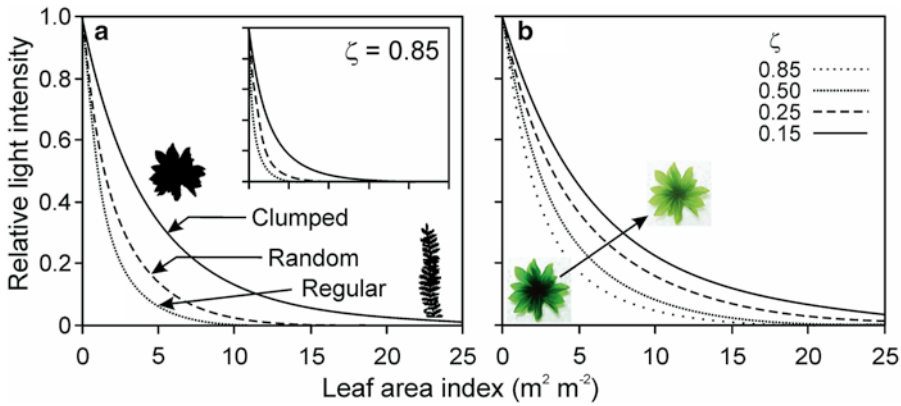 a
b
Relative light intensity
1.0
0.8
0.6
0.4
0.2
0
ζ = 0.85
Clumped
Random
Regular
0 5 10 15 20 25
ζ
0.85
0.50
0.25
0.15
0 5 10 15 20 25
Leaf area index (m² m⁻²)